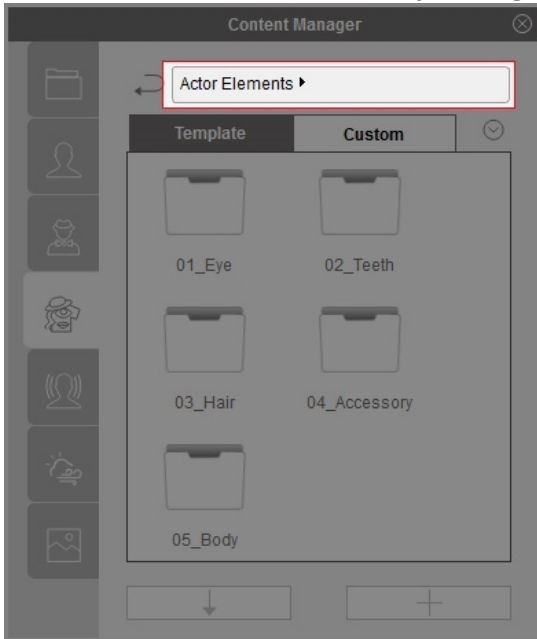 Content Manager
Actor Elements
Template Custom
01_Eye 02_Teeth
03_Hair 04_Accessory
05_Body